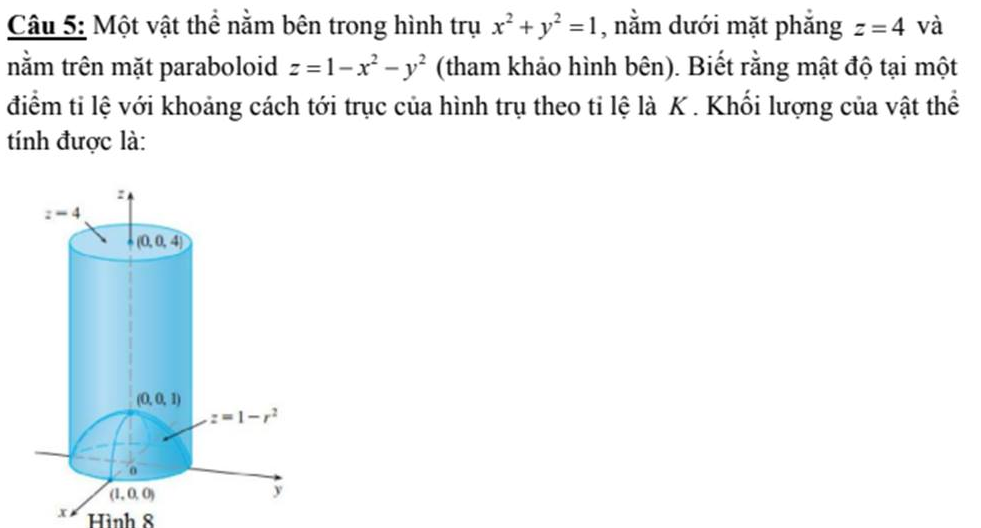 Câu 5: Một vật thể nằm bên trong hình trụ x² + y² = 1, nằm dưới mặt phẳng z = 4 và
nằm trên mặt paraboloid z = 1 − x² − y² (tham khảo hình bên). Biết rằng mật độ tại một
điểm tỉ lệ với khoảng cách tới trục của hình trụ theo tỉ lệ là K . Khối lượng của vật thể
tính được là:
z
z = 4
(0, 0, 4)
(0, 0, 1)
z = 1 − r²
0
(1, 0, 0)
y
x
Hình 8